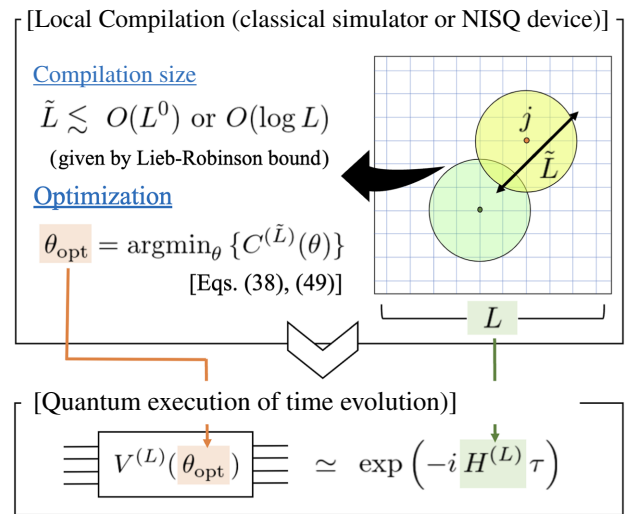 [Local Compilation (classical simulator or NISQ device)]
Compilation size
L̃ ≲ O(L⁰) or O(log L)
(given by Lieb-Robinson bound)
Optimization
θ_opt = argmin_θ {C^(L̃)(θ)}
[Eqs. (38), (49)]
j
L̃
L
[Quantum execution of time evolution)]
V^(L)(θ_opt) ≃ exp(−i H^(L) τ)